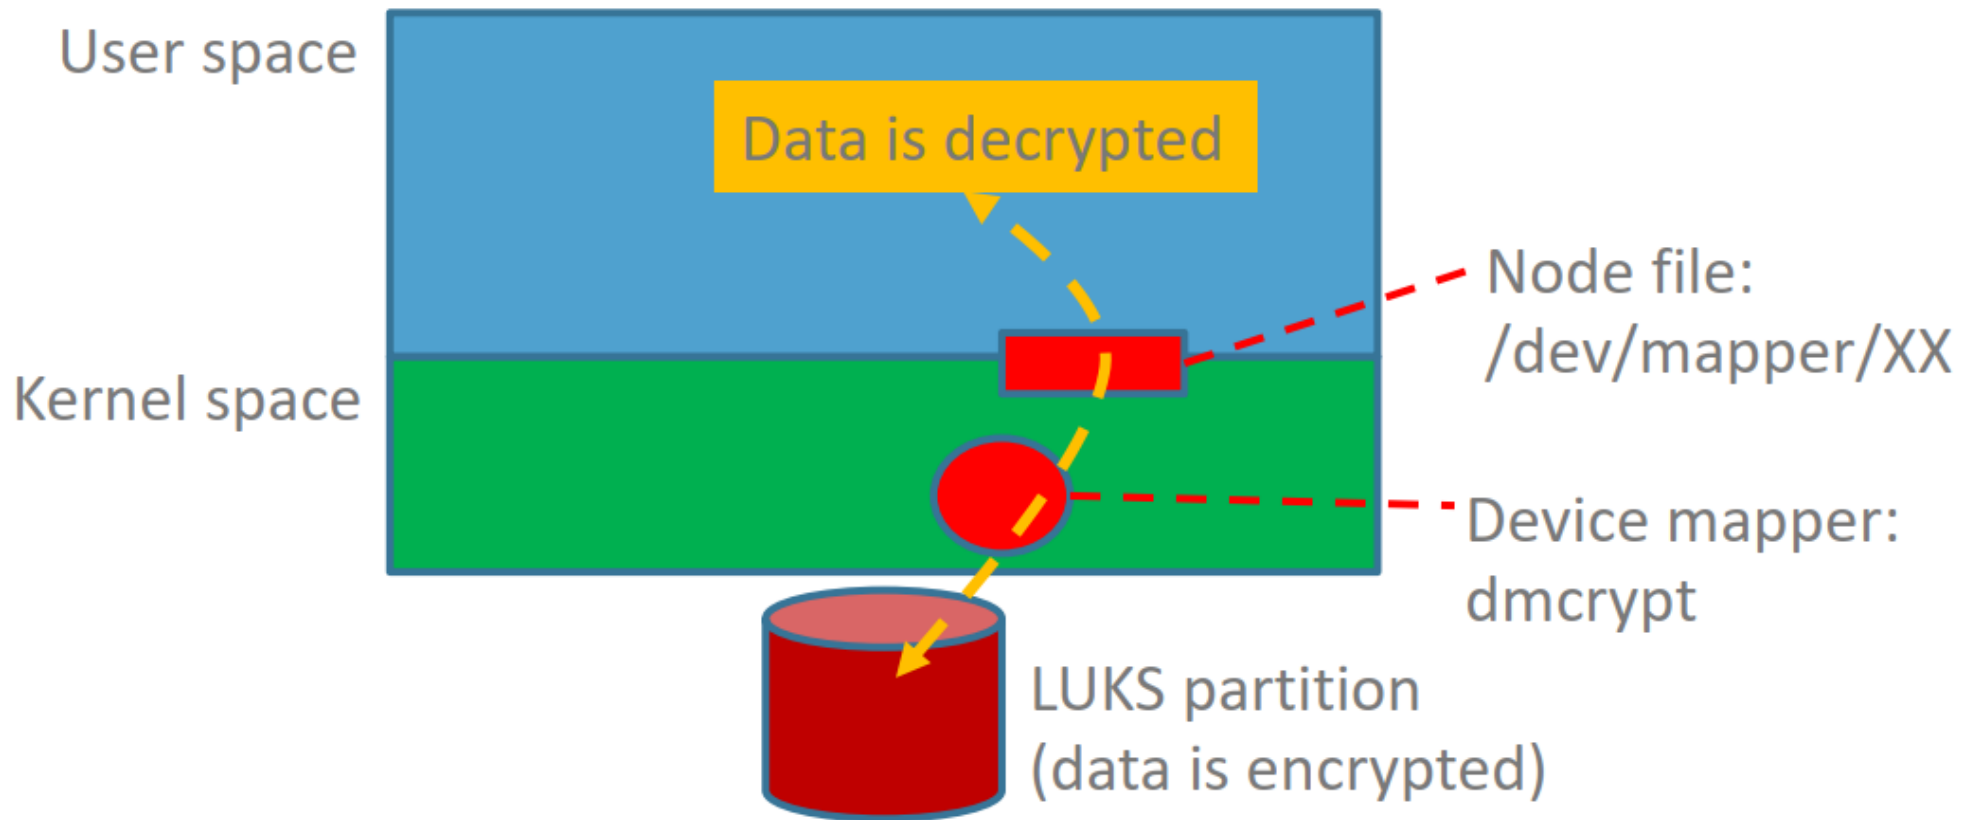 User space
Data is decrypted
Node file:
/dev/mapper/XX
Kernel space
Device mapper:
dmcrypt
LUKS partition
(data is encrypted)